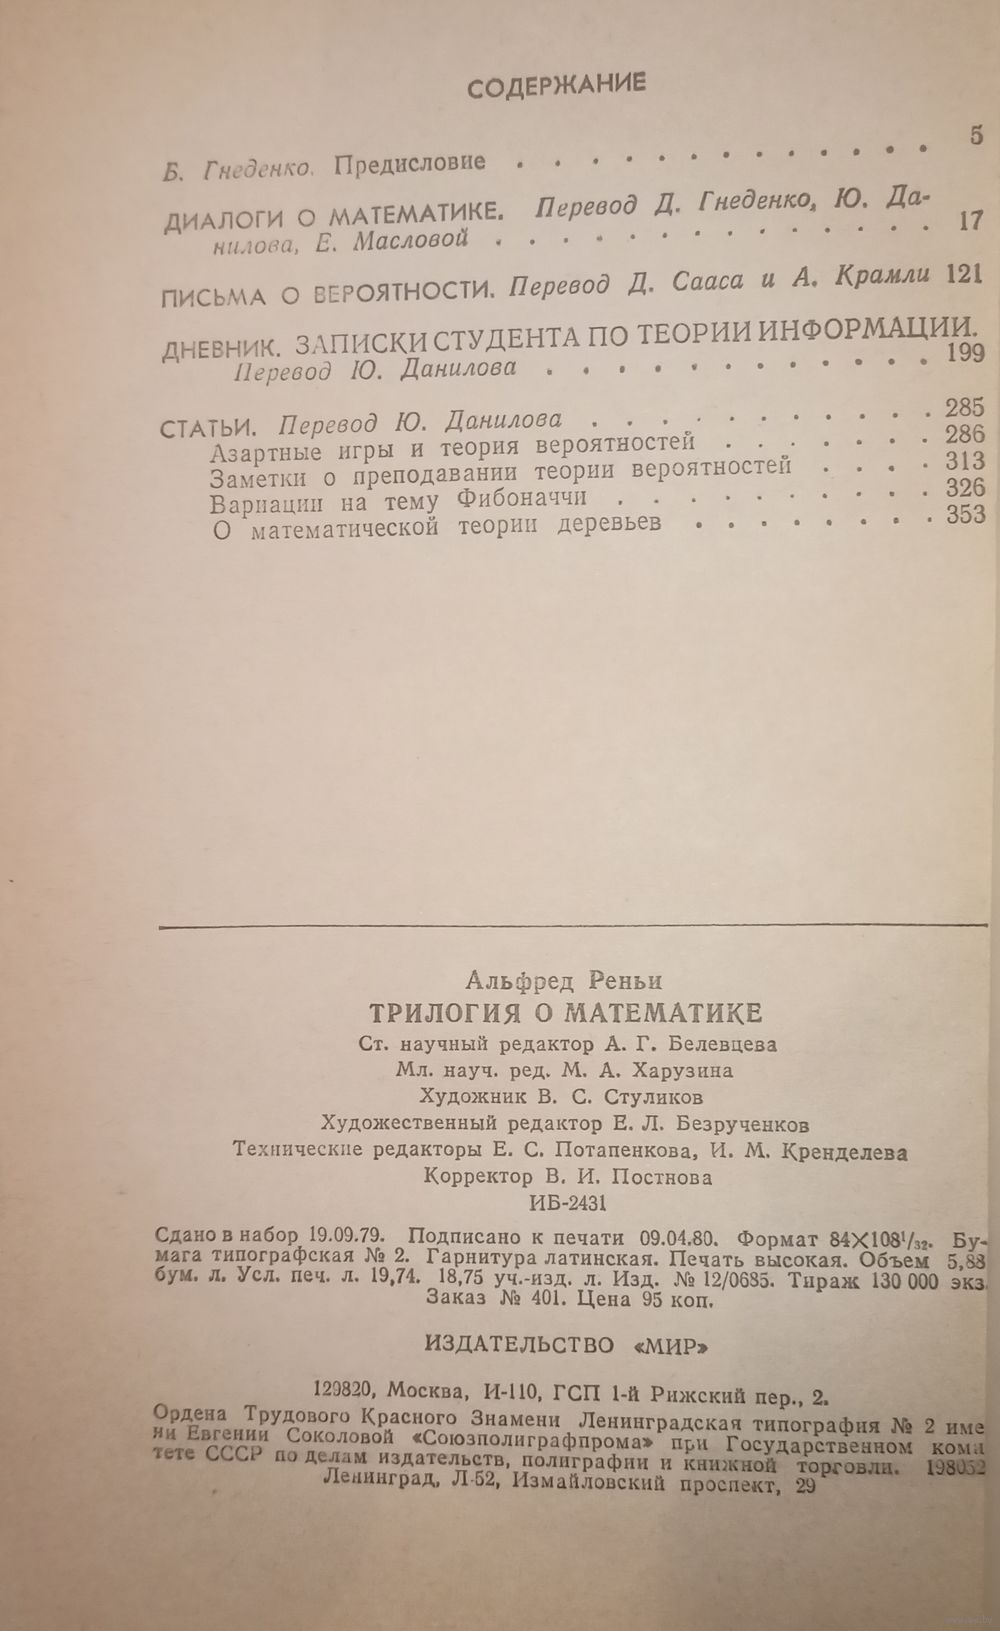 СОДЕРЖАНИЕ
Б. Гнеденко. Предисловие . . . . . . . . . . . . 5
ДИАЛОГИ О МАТЕМАТИКЕ. Перевод Д. Гнеденко, Ю. Да-
нилова, Е. Масловой . . . . . . . . . . . . . . 17
ПИСЬМА О ВЕРОЯТНОСТИ. Перевод Д. Сааса и А. Крамли 121
ДНЕВНИК. ЗАПИСКИ СТУДЕНТА ПО ТЕОРИИ ИНФОРМАЦИИ.
Перевод Ю. Данилова . . . . . . . . . . . . 199
СТАТЬИ. Перевод Ю. Данилова . . . . . . . . . . 285
Азартные игры и теория вероятностей . . . . . . . 286
Заметки о преподавании теории вероятностей . . . . 313
Вариации на тему Фибоначчи . . . . . . . . . . 326
О математической теории деревьев . . . . . . . . 353
Альфред Реньи
ТРИЛОГИЯ О МАТЕМАТИКЕ
Ст. научный редактор А. Г. Белевцева
Мл. науч. ред. М. А. Харузина
Художник В. С. Стуликов
Художественный редактор Е. Л. Безрученков
Технические редакторы Е. С. Потапенкова, И. М. Кренделева
Корректор В. И. Постнова
ИБ-2431
Сдано в набор 19.09.79. Подписано к печати 09.04.80. Формат 84×108¹/₃₂. Бу-
мага типографская № 2. Гарнитура латинская. Печать высокая. Объем 5,88
бум. л. Усл. печ. л. 19,74. 18,75 уч.-изд. л. Изд. № 12/0685. Тираж 130 000 экз.
Заказ № 401. Цена 95 коп.
ИЗДАТЕЛЬСТВО «МИР»
129820, Москва, И-110, ГСП 1-й Рижский пер., 2.
Ордена Трудового Красного Знамени Ленинградская типография № 2 име
ни Евгении Соколовой «Союзполиграфпрома» при Государственном коми
тете СССР по делам издательств, полиграфии и книжной торговли. 198052
Ленинград, Л-52, Измайловский проспект, 29